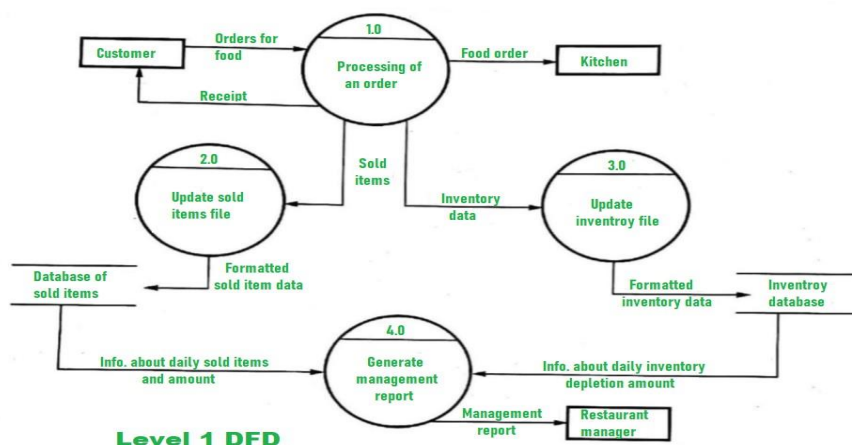 1.0
Orders for
food
Customer
Processing of
an order
Food order
Kitchen
Receipt
2.0
Sold
items
3.0
Update sold
items file
Inventory
data
Update
inventroy file
Database of
sold items
Formatted
sold item data
Formatted
inventory data
Inventroy
database
4.0
Info. about daily sold items
and amount
Generate
management
report
Info. about daily inventory
depletion amount
Management
report
Restaurant
manager
Level 1 DFD